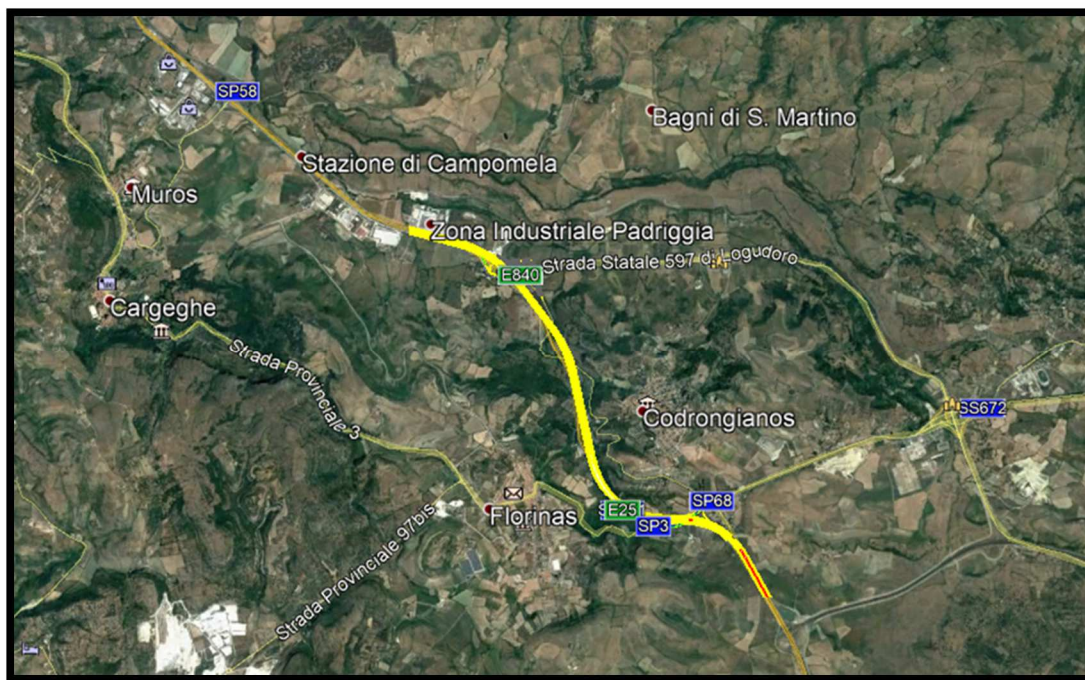 SP58
Bagni di S. Martino
Stazione di Campomela
Muros
Zona Industriale Padriggia
Strada Statale 597 di Logudoro
E840
Cargeghe
Strada Provinciale 3
SS672
Codrongianos
SP68
E25
Florinas
SP3
Strada Provinciale 97bis